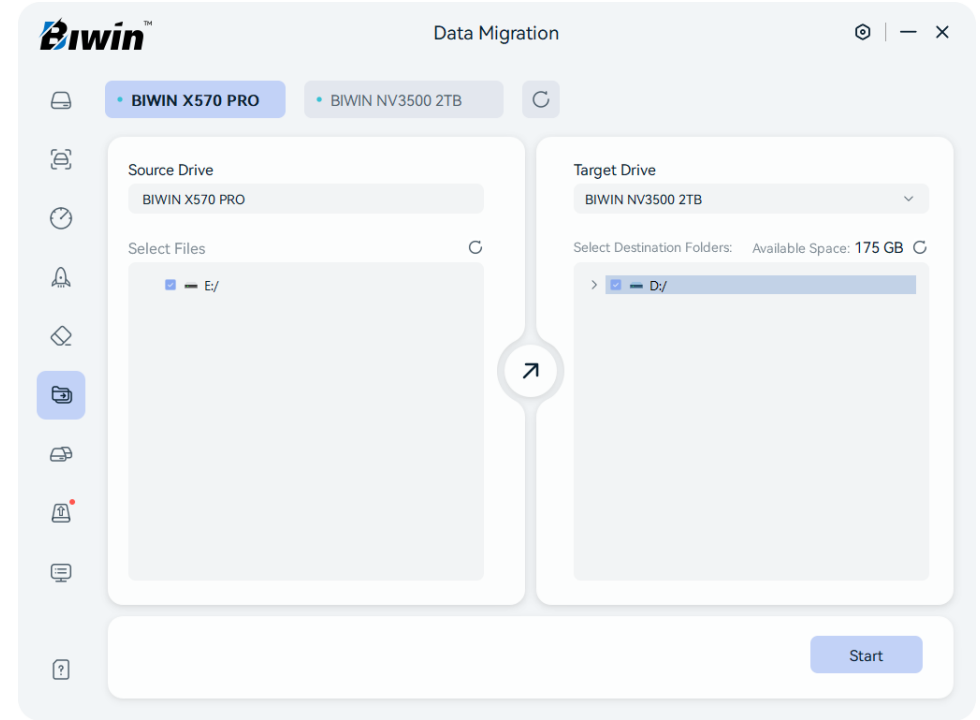 Biwin™
Data Migration
BIWIN X570 PRO
BIWIN NV3500 2TB
Source Drive
BIWIN X570 PRO
Select Files
E:/
Target Drive
BIWIN NV3500 2TB
Select Destination Folders: Available Space: 175 GB
D:/
Start